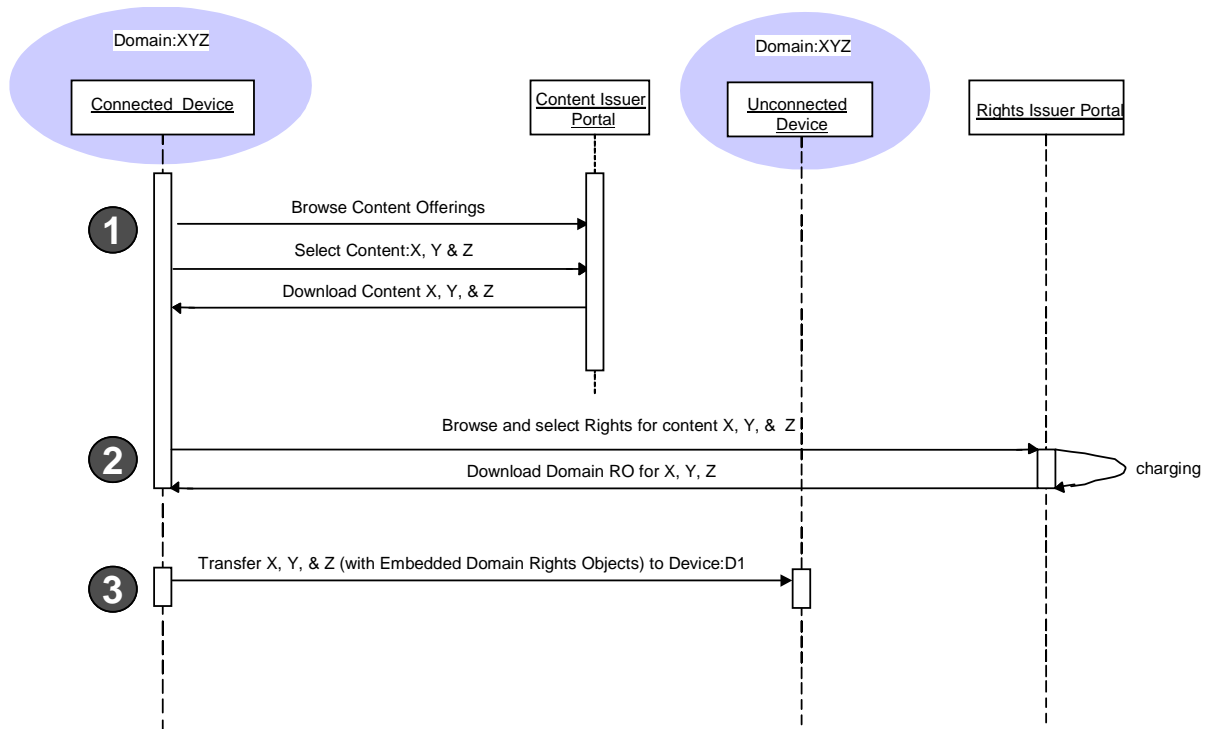 Domain:XYZ
Domain:XYZ
Connected Device
Content Issuer
Portal
Unconnected
Device
Rights Issuer Portal
1
Browse Content Offerings
Select Content:X, Y & Z
Download Content X, Y, & Z
2
Browse and select Rights for content X, Y, & Z
Download Domain RO for X, Y, Z
charging
3
Transfer X, Y, & Z (with Embedded Domain Rights Objects) to Device:D1